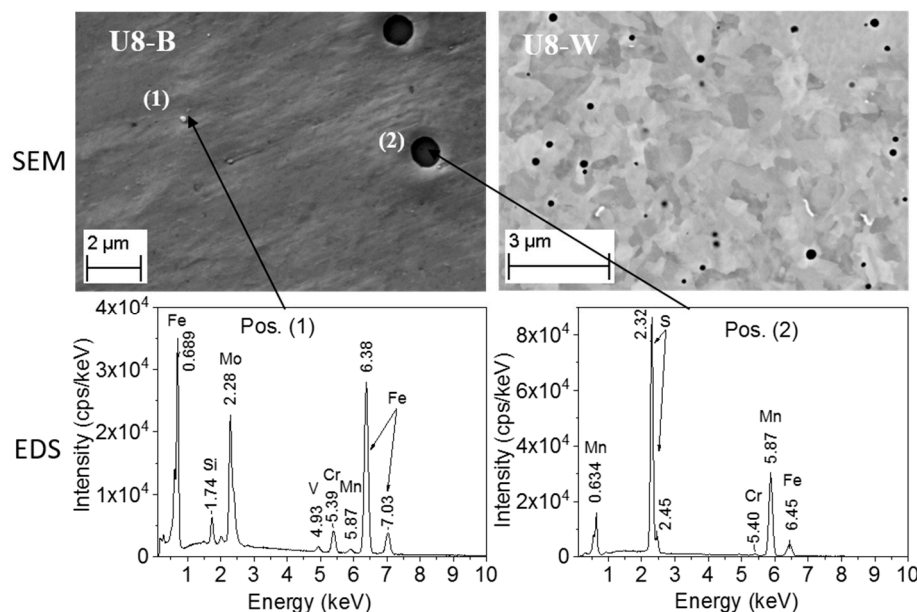 SEM
U8-B
(1)
(2)
2 µm
U8-W
3 µm
EDS
Pos. (1)
Intensity (cps/keV)
4x10⁴
3x10⁴
2x10⁴
1x10⁴
0
Fe
0.689
Si
1.74
Mo
2.28
V
4.93
Cr
5.39
Mn
5.87
6.38
Fe
7.03
1 2 3 4 5 6 7 8 9 10
Energy (keV)
Pos. (2)
Intensity (cps/keV)
8x10⁴
6x10⁴
4x10⁴
2x10⁴
0
Mn
0.634
2.32
S
2.45
Cr
5.40
Mn
5.87
Fe
6.45
1 2 3 4 5 6 7 8 9 10
Energy (keV)